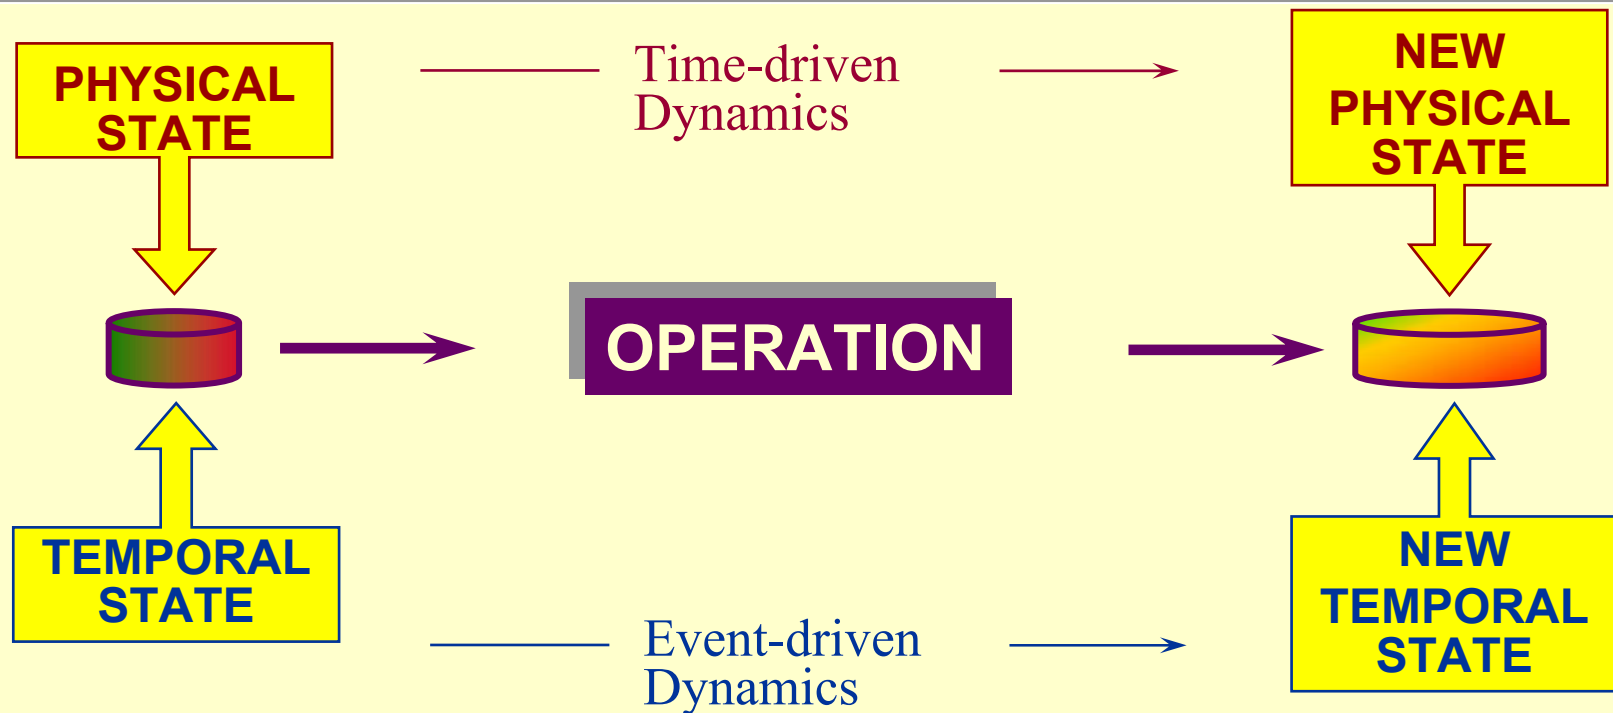 PHYSICAL
STATE
Time-driven
Dynamics
NEW
PHYSICAL
STATE
OPERATION
TEMPORAL
STATE
Event-driven
Dynamics
NEW
TEMPORAL
STATE